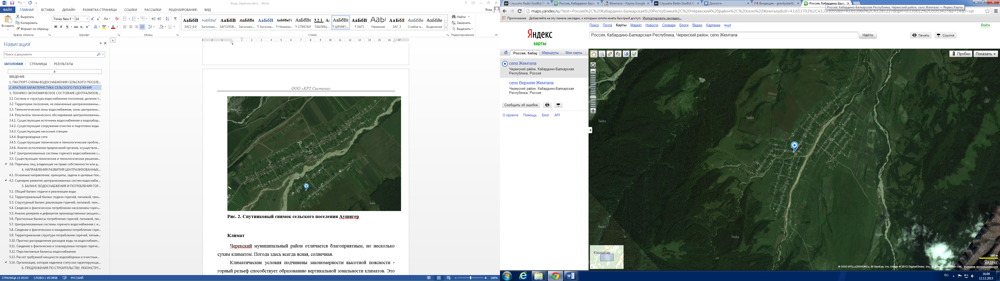 Вода_Зарагиж.docx - Word
Вход
ФАЙЛ ГЛАВНАЯ ВСТАВКА ДИЗАЙН РАЗМЕТКА СТРАНИЦЫ ССЫЛКИ РАССЫЛКИ РЕЦЕНЗИРОВАНИЕ ВИД
Вставить
Вырезать
Копировать
Формат по образцу
Буфер обмена
Times New F 14
Ж К Ч
Шрифт
Абзац
ЗАГ2_0.0 Заголово... ЗАГОЛОВ... Заголово... ¶ Заголов... ¶ Названи... ¶ СПИСКИ ТАБЛИЦ... ¶ ШРИФТ... ¶ ЗАГ1 Название ЗАГ_3 Слабое в... Выделение
Стили
Найти
Заменить
Выделить
Редактирование
Навигация
Поиск в документе
ЗАГОЛОВКИ СТРАНИЦЫ РЕЗУЛЬТАТЫ
ВВЕДЕНИЕ
1. ПАСПОРТ СХЕМЫ ВОДОСНАБЖЕНИЯ СЕЛЬСКОГО ПОСЕЛЕ...
2. КРАТКАЯ ХАРАКТЕРИСТИКА СЕЛЬСКОГО ПОСЕЛЕНИЯ
3. ТЕХНИКО-ЭКОНОМИЧЕСКОЕ СОСТОЯНИЕ ЦЕНТРАЛИЗОВ...
3.1 Система и структура водоснабжения поселения, деление т...
3.2. Территории поселения, не охваченные централизованны...
3.3. Технологические зоны водоснабжения, зоны централизо...
3.4. Результаты технического обследования централизованны...
3.4.1. Существующие источники водоснабжения и водозабор...
3.4.2. Существующие сооружения очистки и подготовки воды
3.4.3. Существующие насосные станции
3.4.4. Водопроводные сети
3.4.5. Существующие технические и технологические пробле...
3.4.6. Анализ исполнения предписаний органов, осуществля...
3.4.7. Централизованные системы горячего водоснабжения с...
3.5. Существующие технические и технологические решения...
3.6. Перечень лиц, владеющих на праве собственности или д...
4. НАПРАВЛЕНИЯ РАЗВИТИЯ ЦЕНТРАЛИЗОВАННЫХ...
4.1. Основные направления, принципы, задачи и целевые пок...
4.2. Сценарии развития централизованных систем водоснабж...
5. БАЛАНС ВОДОСНАБЖЕНИЯ И ПОТРЕБЛЕНИЯ ГОР...
5.1. Общий баланс подачи и реализации воды
5.2. Территориальный баланс подачи горячей, питьевой, техн...
5.3. Структурный баланс реализации горячей, питьевой, техн...
5.4. Сведения о фактическом потреблении населением горяч...
5.5. Анализ резервов и дефицитов производственных мощнос...
5.6. Прогнозные балансы потребления горячей, питьевой, тех...
5.7. Централизованные системы горячего водоснабжения с и...
5.8. Сведения о фактическом и ожидаемом потреблении горя...
5.9. Территориальная структура потребления горячей, питьев...
5.10. Прогноз распределения расходов воды на водоснабжен...
5.11. Сведения о фактических и планируемых потерях горяче...
5.12. Перспективные балансы водоснабжения
5.13. Расчет требуемой мощности водозаборных и очистных...
5.14. Организация, которая наделена статусом гарантирующе...
6. ПРЕДЛОЖЕНИЯ ПО СТРОИТЕЛЬСТВУ, РЕКОНСТРУ...
ООО «КРТ Система»
Рис. 2. Спутниковый снимок сельского поселения Аушигер
Климат
Черекский муниципальный район отличается благоприятным, но несколько
сухим климатом. Погода здесь всегда ясная, солнечная.
Климатические условия подчинены закономерности высотной поясности -
горный рельеф способствует образованию вертикальной зональности климатов. Это
СТРАНИЦА 15 ИЗ 67 СЛОВО 1 ИЗ 9958 РУССКИЙ
100%
Слушать Radio Soulful O Россия, Кабардино-Бал Жемтала – Карты Google Слушать Radio Soulful O Диалоги Входящие - gravityster@ Россия, Кабардино-Балк
Россия, Кабардино-Балкарская Республика, Черекский район, село Жемтала — Яндекс.Карты
maps.yandex.ru/?text=Россия%2C%20Кабардино-Балкарская%20Республика%2C%20Черекский%20район%2C%20село%20Жемтала&sll=43.653703%2C43.283055&ll=43.653960%2C43.281237&spn=0.135612%2C0.053427&z=14&l=sat
Приложения Добавляйте на эту панель закладки, к которым хотите иметь быстрый доступ. Импортировать закладки...
Поиск Почта Карты Маркет Новости Словари Блоги Видео Картинки ещё
Войти
Яндекс
карты
Россия, Кабардино-Балкарская Республика, Черекский район, село Жемтала
Найти
Печать Ссылка
Россия, Кабар Маршруты Мои карты
Пробки Показать
село Жемтала
Черекский район, Кабардино-Балкарская
Республика, Россия
село Верхняя Жемтала
Черекский район, Кабардино-Балкарская
Республика, Россия
Сообщить об ошибке
О проекте Помощь Блог API
Yandex
Yandex
Yandex
Yandex
Yandex
Yandex
Кашхатау
500 м
Яндекс
© ООО ИТЦ «СКАНЭКС», © GeoEye, Inc, Image © 2012 DigitalGlobe, Inc., © Antrix Corporation Ltd. Условия использования
RU
16:09
12.12.2013